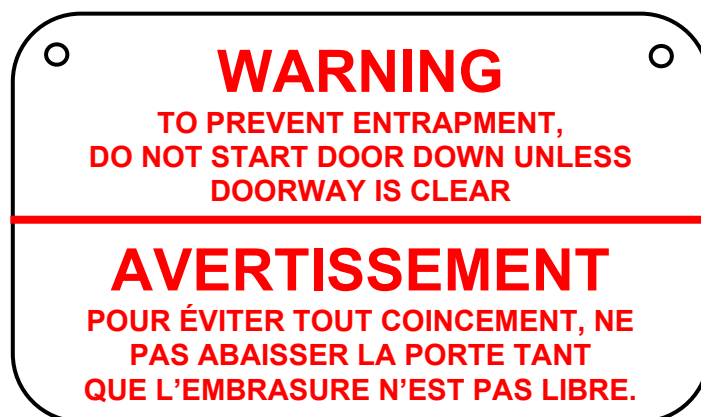 WARNING
TO PREVENT ENTRAPMENT,
DO NOT START DOOR DOWN UNLESS
DOORWAY IS CLEAR
AVERTISSEMENT
POUR ÉVITER TOUT COINCEMENT, NE
PAS ABAISSER LA PORTE TANT
QUE L’EMBRASURE N’EST PAS LIBRE.